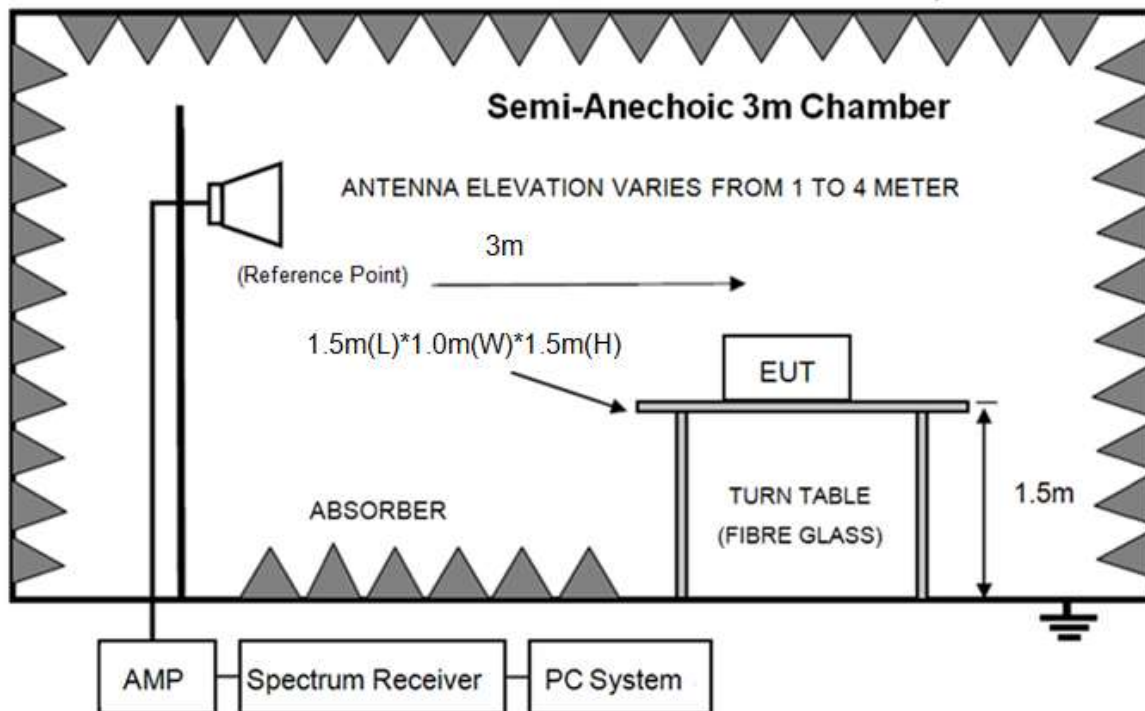 Semi-Anechoic 3m Chamber
ANTENNA ELEVATION VARIES FROM 1 TO 4 METER
3m
(Reference Point)
1.5m(L)*1.0m(W)*1.5m(H)
EUT
ABSORBER
TURN TABLE
(FIBRE GLASS)
1.5m
AMP
Spectrum Receiver
PC System